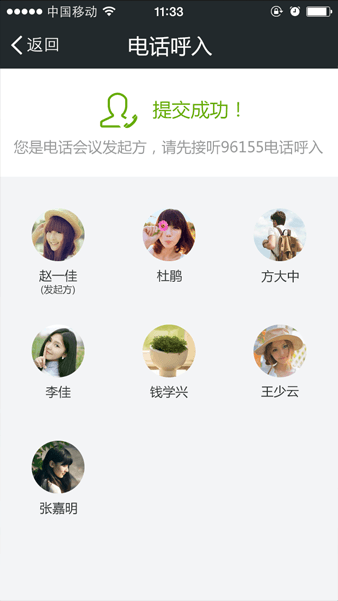 中国移动 11:33
返回 电话呼入
提交成功！
您是电话会议发起方，请先接听96155电话呼入
赵一佳 杜鹃 方大中
(发起方)
李佳 钱学兴 王少云
张嘉明